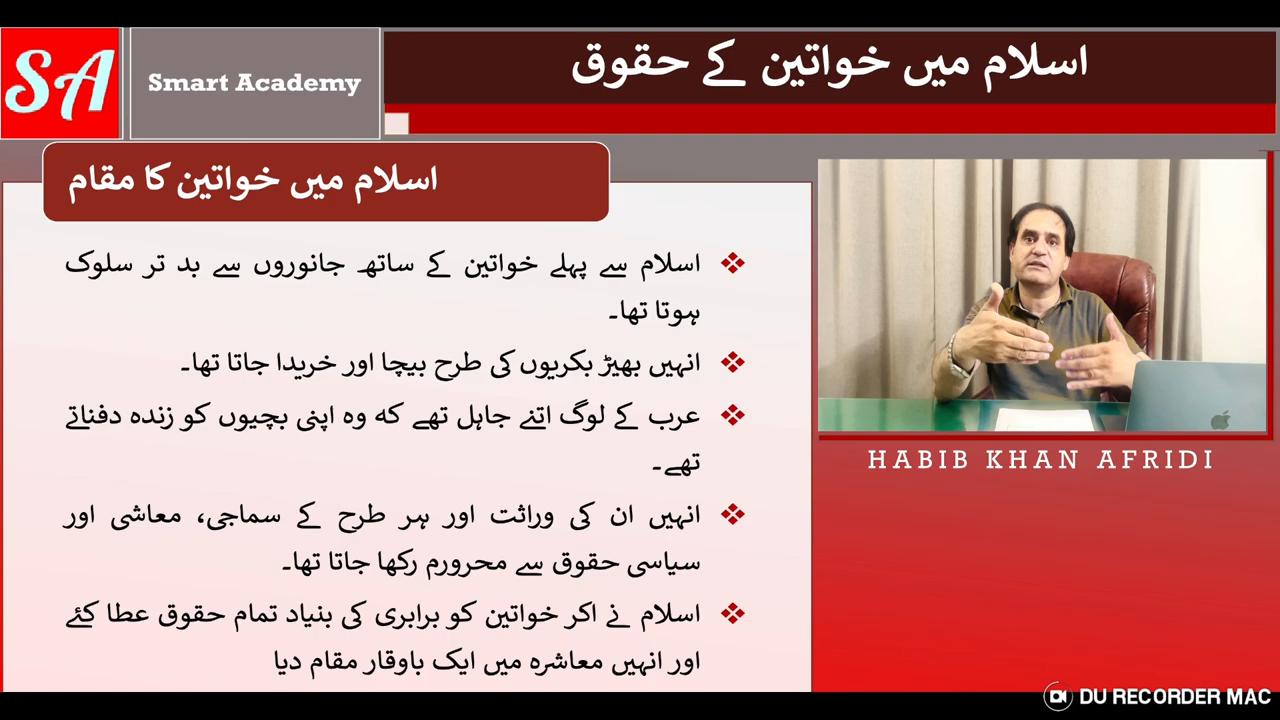 SA
Smart Academy
اسلام میں خواتین کے حقوق
اسلام میں خواتین کا مقام
❖ اسلام سے پہلے خواتین کے ساتھ جانوروں سے بد تر سلوک
ہوتا تھا۔
❖ انہیں بھیڑ بکریوں کی طرح بیچا اور خریدا جاتا تھا۔
❖ عرب کے لوگ اتنے جاہل تھے که وہ اپنی بچیوں کو زندہ دفناتے
تھے۔
❖ انہیں ان کی وراثت اور ہر طرح کے سماجی، معاشی اور
سیاسی حقوق سے محرورم رکھا جاتا تھا۔
❖ اسلام نے اکر خواتین کو برابری کی بنیاد تمام حقوق عطا کئے
اور انہیں معاشرہ میں ایک باوقار مقام دیا
HABIB KHAN AFRIDI
DU RECORDER MAC